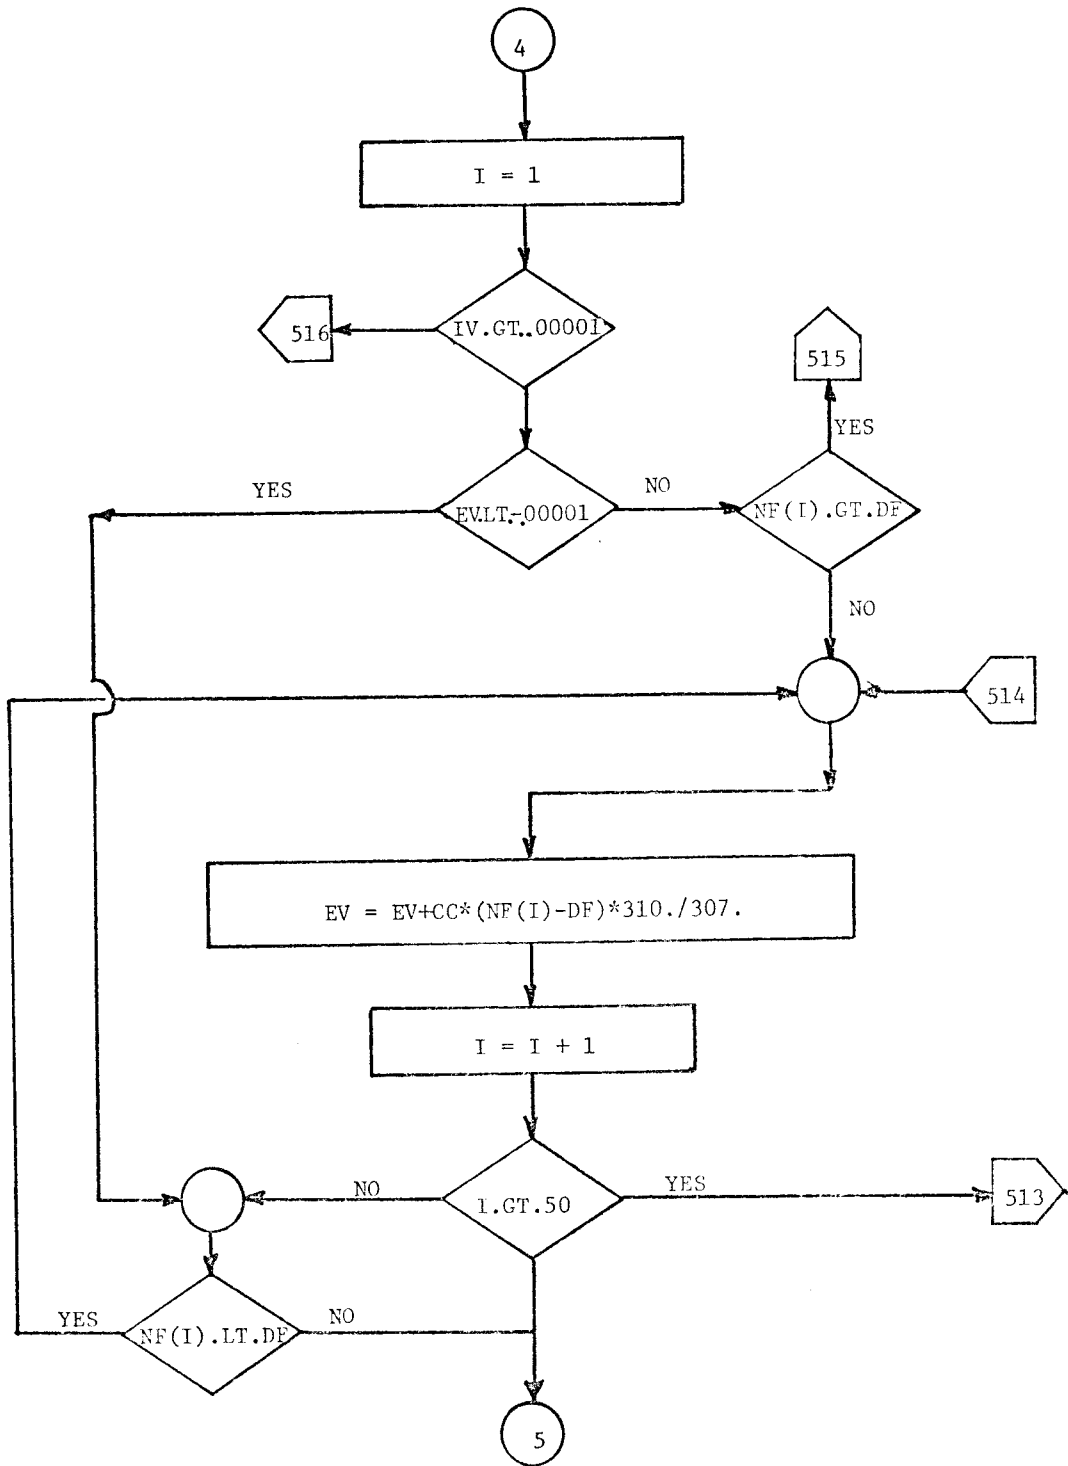 4
I = 1
516
IV.GT..00001
515
YES
YES
EV.LT.-.00001
NO
NF(I).GT.DF
NO
514
EV = EV+CC*(NF(I)-DF)*310./307.
I = I + 1
NO
I.GT.50
YES
513
YES
NF(I).LT.DF
NO
5